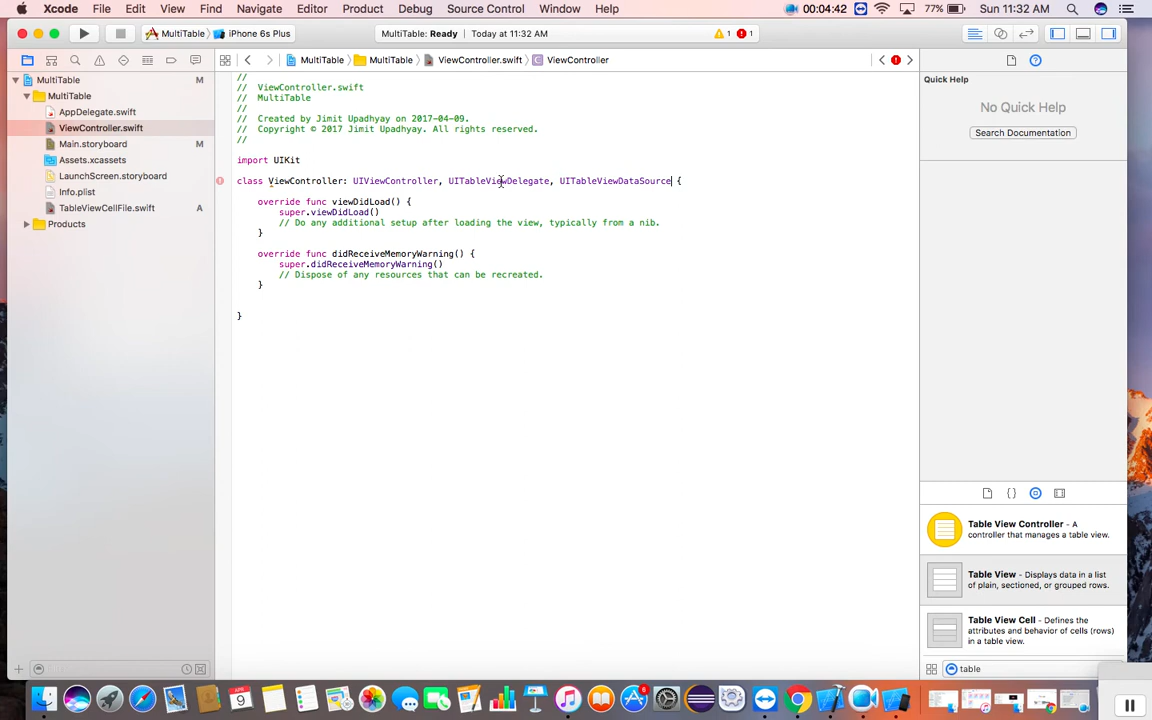 Xcode File Edit View Find Navigate Editor Product Debug Source Control Window Help 00:04:42 77% Sun 11:32 AM
MultiTable iPhone 6s Plus MultiTable: Ready Today at 11:32 AM 1 1
MultiTable MultiTable ViewController.swift ViewController
MultiTable M
MultiTable
AppDelegate.swift
ViewController.swift
Main.storyboard M
Assets.xcassets
LaunchScreen.storyboard
Info.plist
TableViewCellFile.swift A
Products
//
// ViewController.swift
// MultiTable
//
// Created by Jimit Upadhyay on 2017-04-09.
// Copyright © 2017 Jimit Upadhyay. All rights reserved.
//
import UIKit
class ViewController: UIViewController, UITableViewDelegate, UITableViewDataSource {
override func viewDidLoad() {
super.viewDidLoad()
// Do any additional setup after loading the view, typically from a nib.
}
override func didReceiveMemoryWarning() {
super.didReceiveMemoryWarning()
// Dispose of any resources that can be recreated.
}
}
Quick Help
No Quick Help
Search Documentation
Table View Controller - A
controller that manages a table view.
Table View - Displays data in a list
of plain, sectioned, or grouped rows.
Table View Cell - Defines the
attributes and behavior of cells (rows)
in a table view.
table